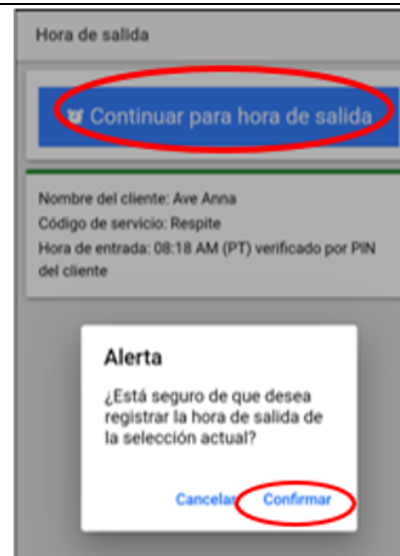 Hora de salida
Continuar para hora de salida
Nombre del cliente: Ave Anna
Código de servicio: Respite
Hora de entrada: 08:18 AM (PT) verificado por PIN
del cliente
Alerta
¿Está seguro de que desea
registrar la hora de salida de
la selección actual?
Cancelar Confirmar